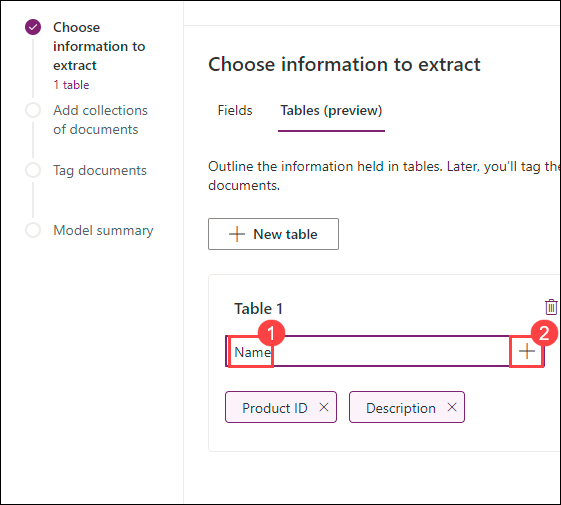 Choose
information to
extract
1 table
Add collections
of documents
Tag documents
Model summary
Choose information to extract
Fields
Tables (preview)
Outline the information held in tables. Later, you'll tag the
documents.
+ New table
Table 1
1
2
Name
+
Product ID ×
Description ×